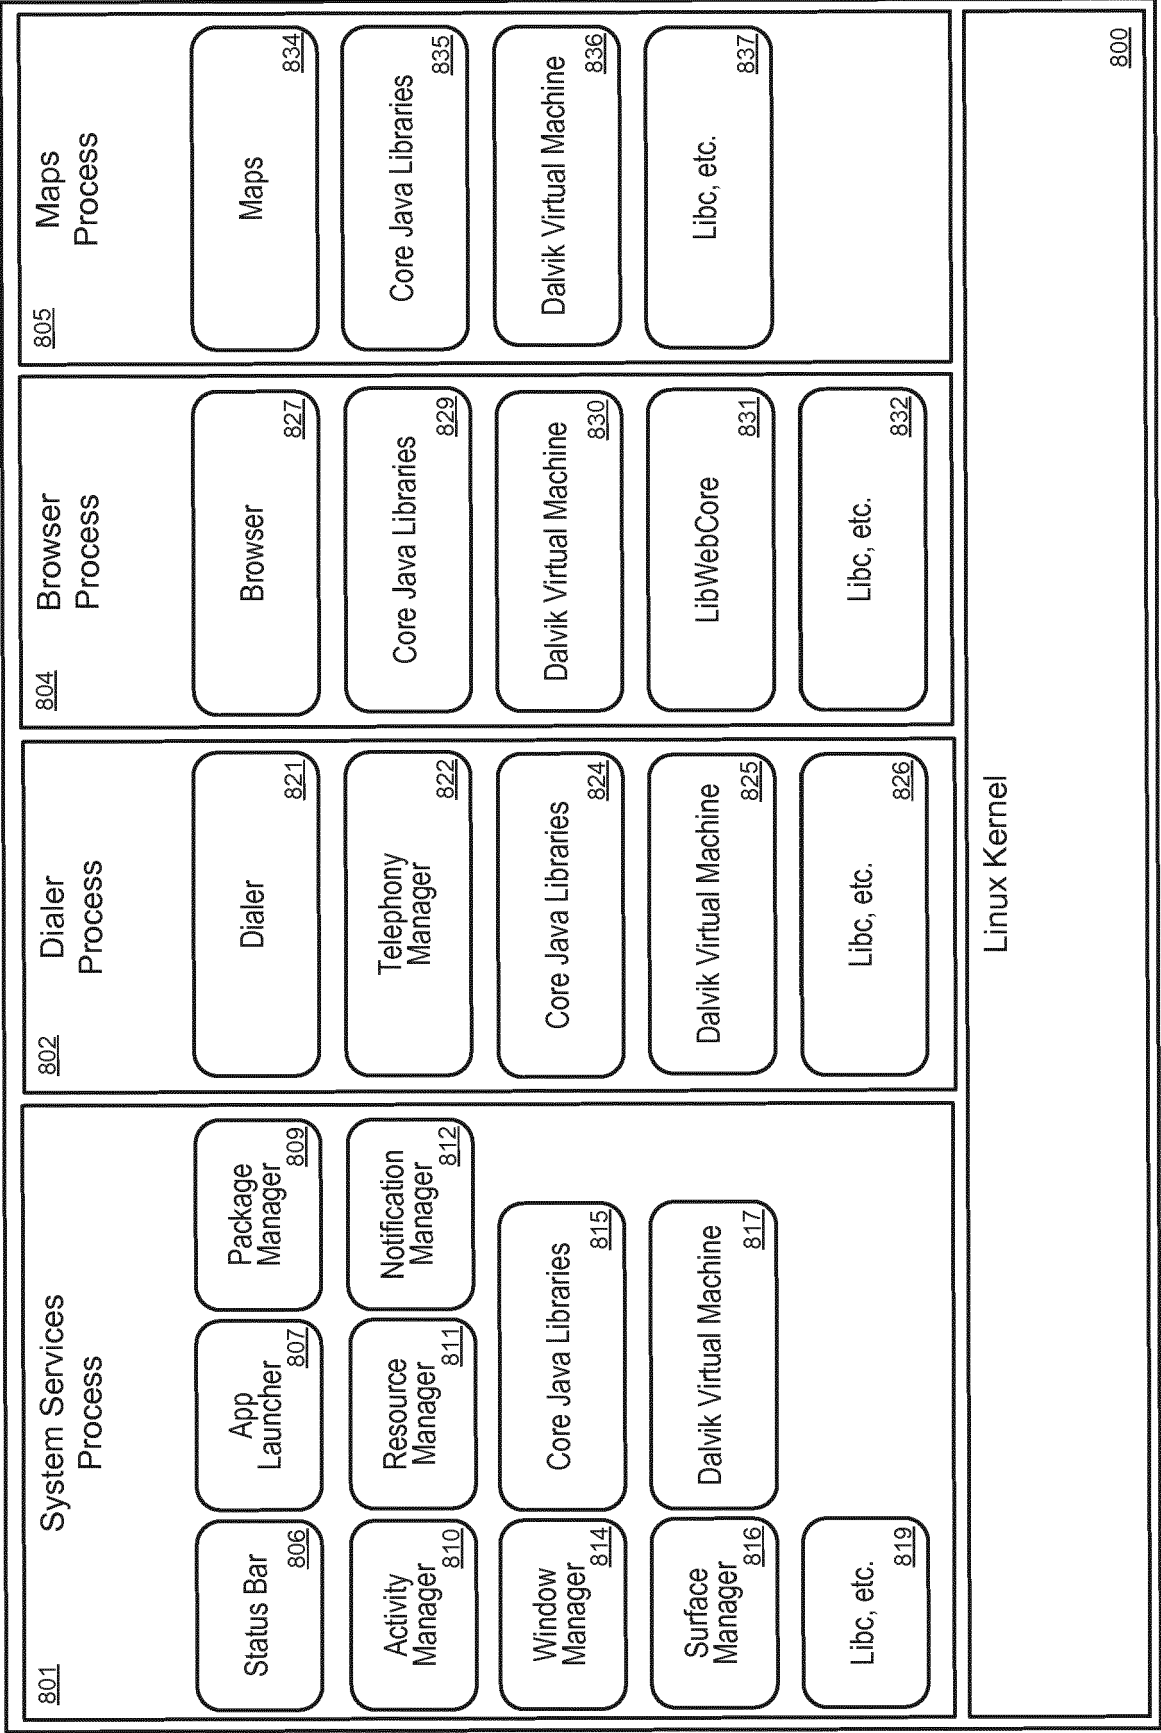 801
System Services
Process
Status Bar
806
App
Launcher
807
Package
Manager
809
Activity
Manager
810
Resource
Manager
811
Notification
Manager
812
Window
Manager
814
Core Java Libraries
815
Surface
Manager
816
Dalvik Virtual Machine
817
Libc, etc.
819
802
Dialer
Process
Dialer
821
Telephony
Manager
822
Core Java Libraries
824
Dalvik Virtual Machine
825
Libc, etc.
826
804
Browser
Process
Browser
827
Core Java Libraries
829
Dalvik Virtual Machine
830
LibWebCore
831
Libc, etc.
832
805
Maps
Process
Maps
834
Core Java Libraries
835
Dalvik Virtual Machine
836
Libc, etc.
837
Linux Kernel
800